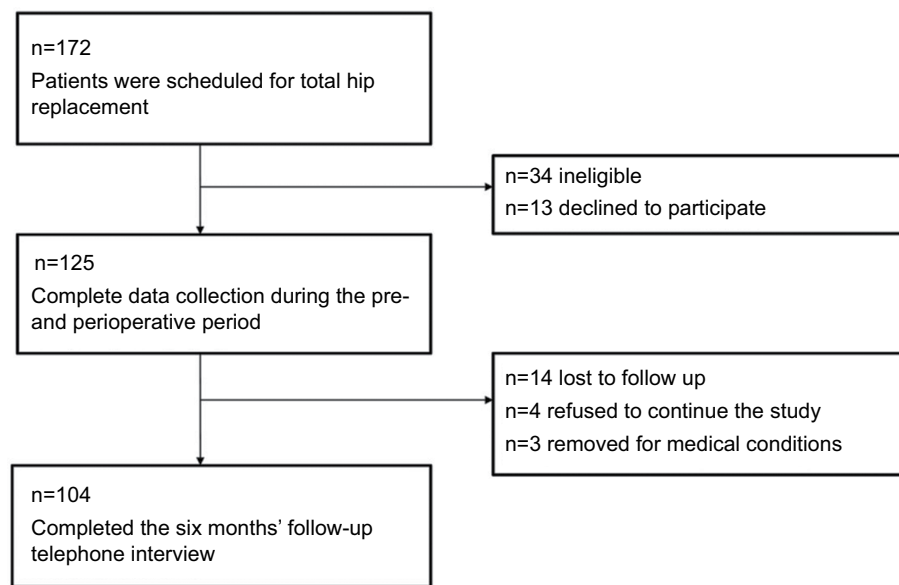 n=172
Patients were scheduled for total hip
replacement
n=34 ineligible
n=13 declined to participate
n=125
Complete data collection during the pre-
and perioperative period
n=14 lost to follow up
n=4 refused to continue the study
n=3 removed for medical conditions
n=104
Completed the six months’ follow-up
telephone interview